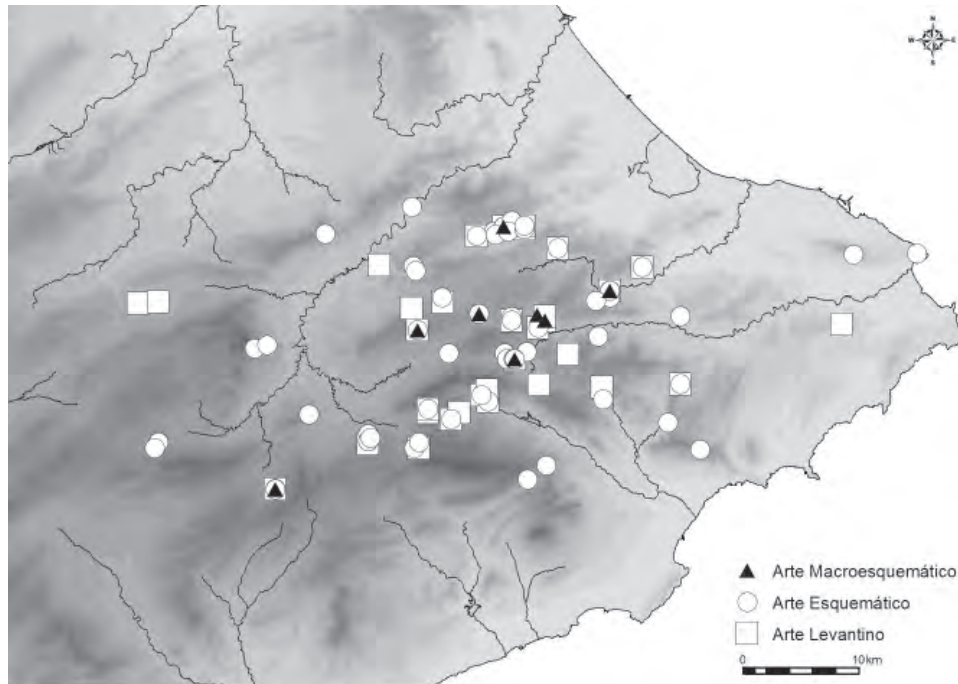 N
W E
S
Arte Macroesquemático
Arte Esquemático
Arte Levantino
0 10km